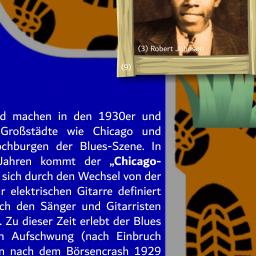 (3) Robert Johnson
(9)
d machen in den 1930er und
Großstädte wie Chicago und
ochburgen der Blues-Szene. In
Jahren kommt der „Chicago-
sich durch den Wechsel von der
r elektrischen Gitarre definiert
ch den Sänger und Gitarristen
. Zu dieser Zeit erlebt der Blues
n Aufschwung (nach Einbruch
n nach dem Börsencrash 1929